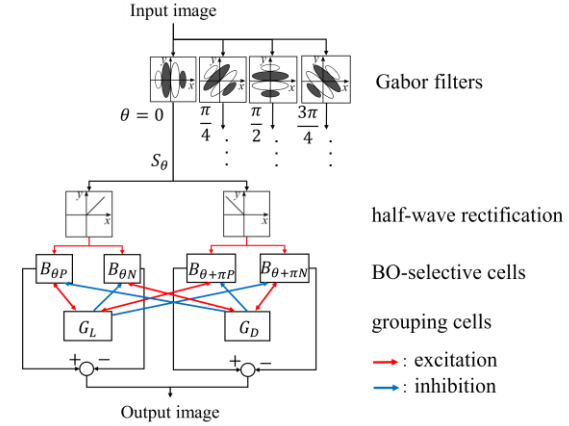 Input image
y x y x y x y x
Gabor filters
θ = 0 π/4 π/2 3π/4
S_θ
y x y x
half-wave rectification
B_θP B_θN B_θ+πP B_θ+πN
BO-selective cells
G_L G_D
grouping cells
: excitation
+ − + −
: inhibition
Output image